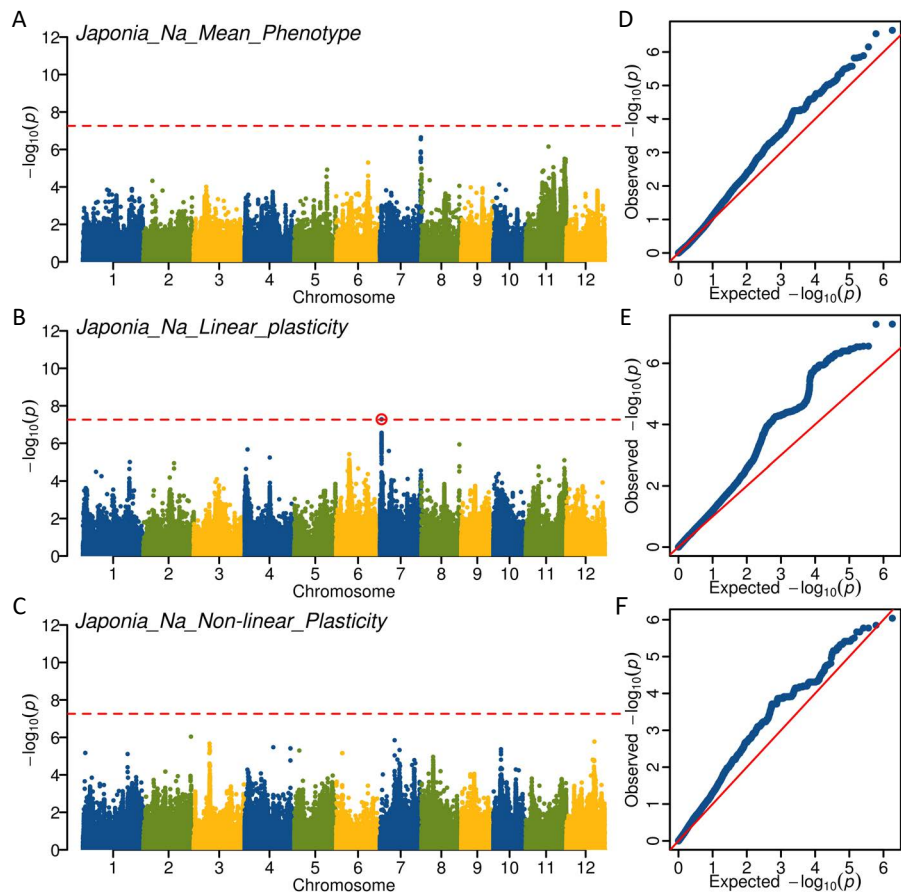 A
Japonia_Na_Mean_Phenotype
12
10
8
6
4
2
0
−log10(p)
1 2 3 4 5 6 7 8 9 10 11 12
Chromosome
D
6
5
4
3
2
1
0
Observed −log10(p)
0 1 2 3 4 5 6
Expected −log10(p)
B
Japonia_Na_Linear_plasticity
12
10
8
6
4
2
0
−log10(p)
1 2 3 4 5 6 7 8 9 10 11 12
Chromosome
E
6
4
2
0
Observed −log10(p)
0 1 2 3 4 5 6
Expected −log10(p)
C
Japonia_Na_Non-linear_Plasticity
12
10
8
6
4
2
0
−log10(p)
1 2 3 4 5 6 7 8 9 10 11 12
Chromosome
F
6
5
4
3
2
1
0
Observed −log10(p)
0 1 2 3 4 5 6
Expected −log10(p)